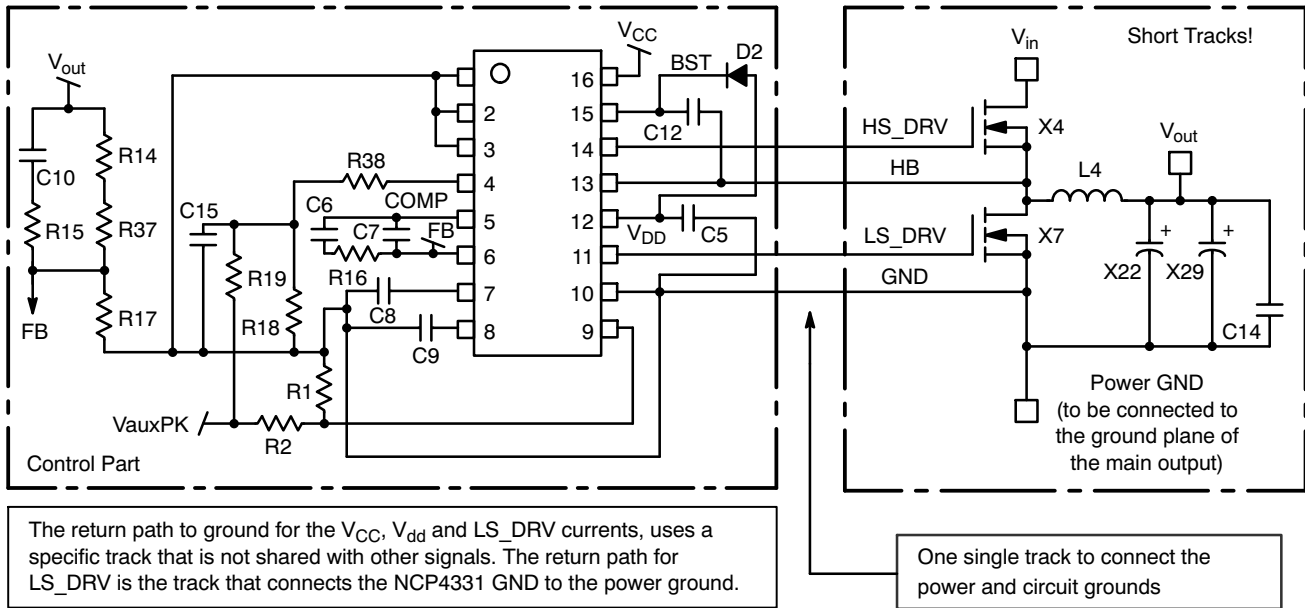 Vout
C10
R14
R15
R37
FB
R17
C15
R19
R18
R38
C6
COMP
C7
FB
R16
C8
C9
R1
R2
VauxPK
Control Part
2
3
4
5
6
7
8
16
15
14
13
12
11
10
9
VCC
BST
D2
C12
VDD
C5
HS_DRV
HB
LS_DRV
GND
Vin
Short Tracks!
X4
Vout
L4
X7
+
+
X22
X29
C14
Power GND
(to be connected to
the ground plane of
the main output)
The return path to ground for the VCC, Vdd and LS_DRV currents, uses a
specific track that is not shared with other signals. The return path for
LS_DRV is the track that connects the NCP4331 GND to the power ground.
One single track to connect the
power and circuit grounds